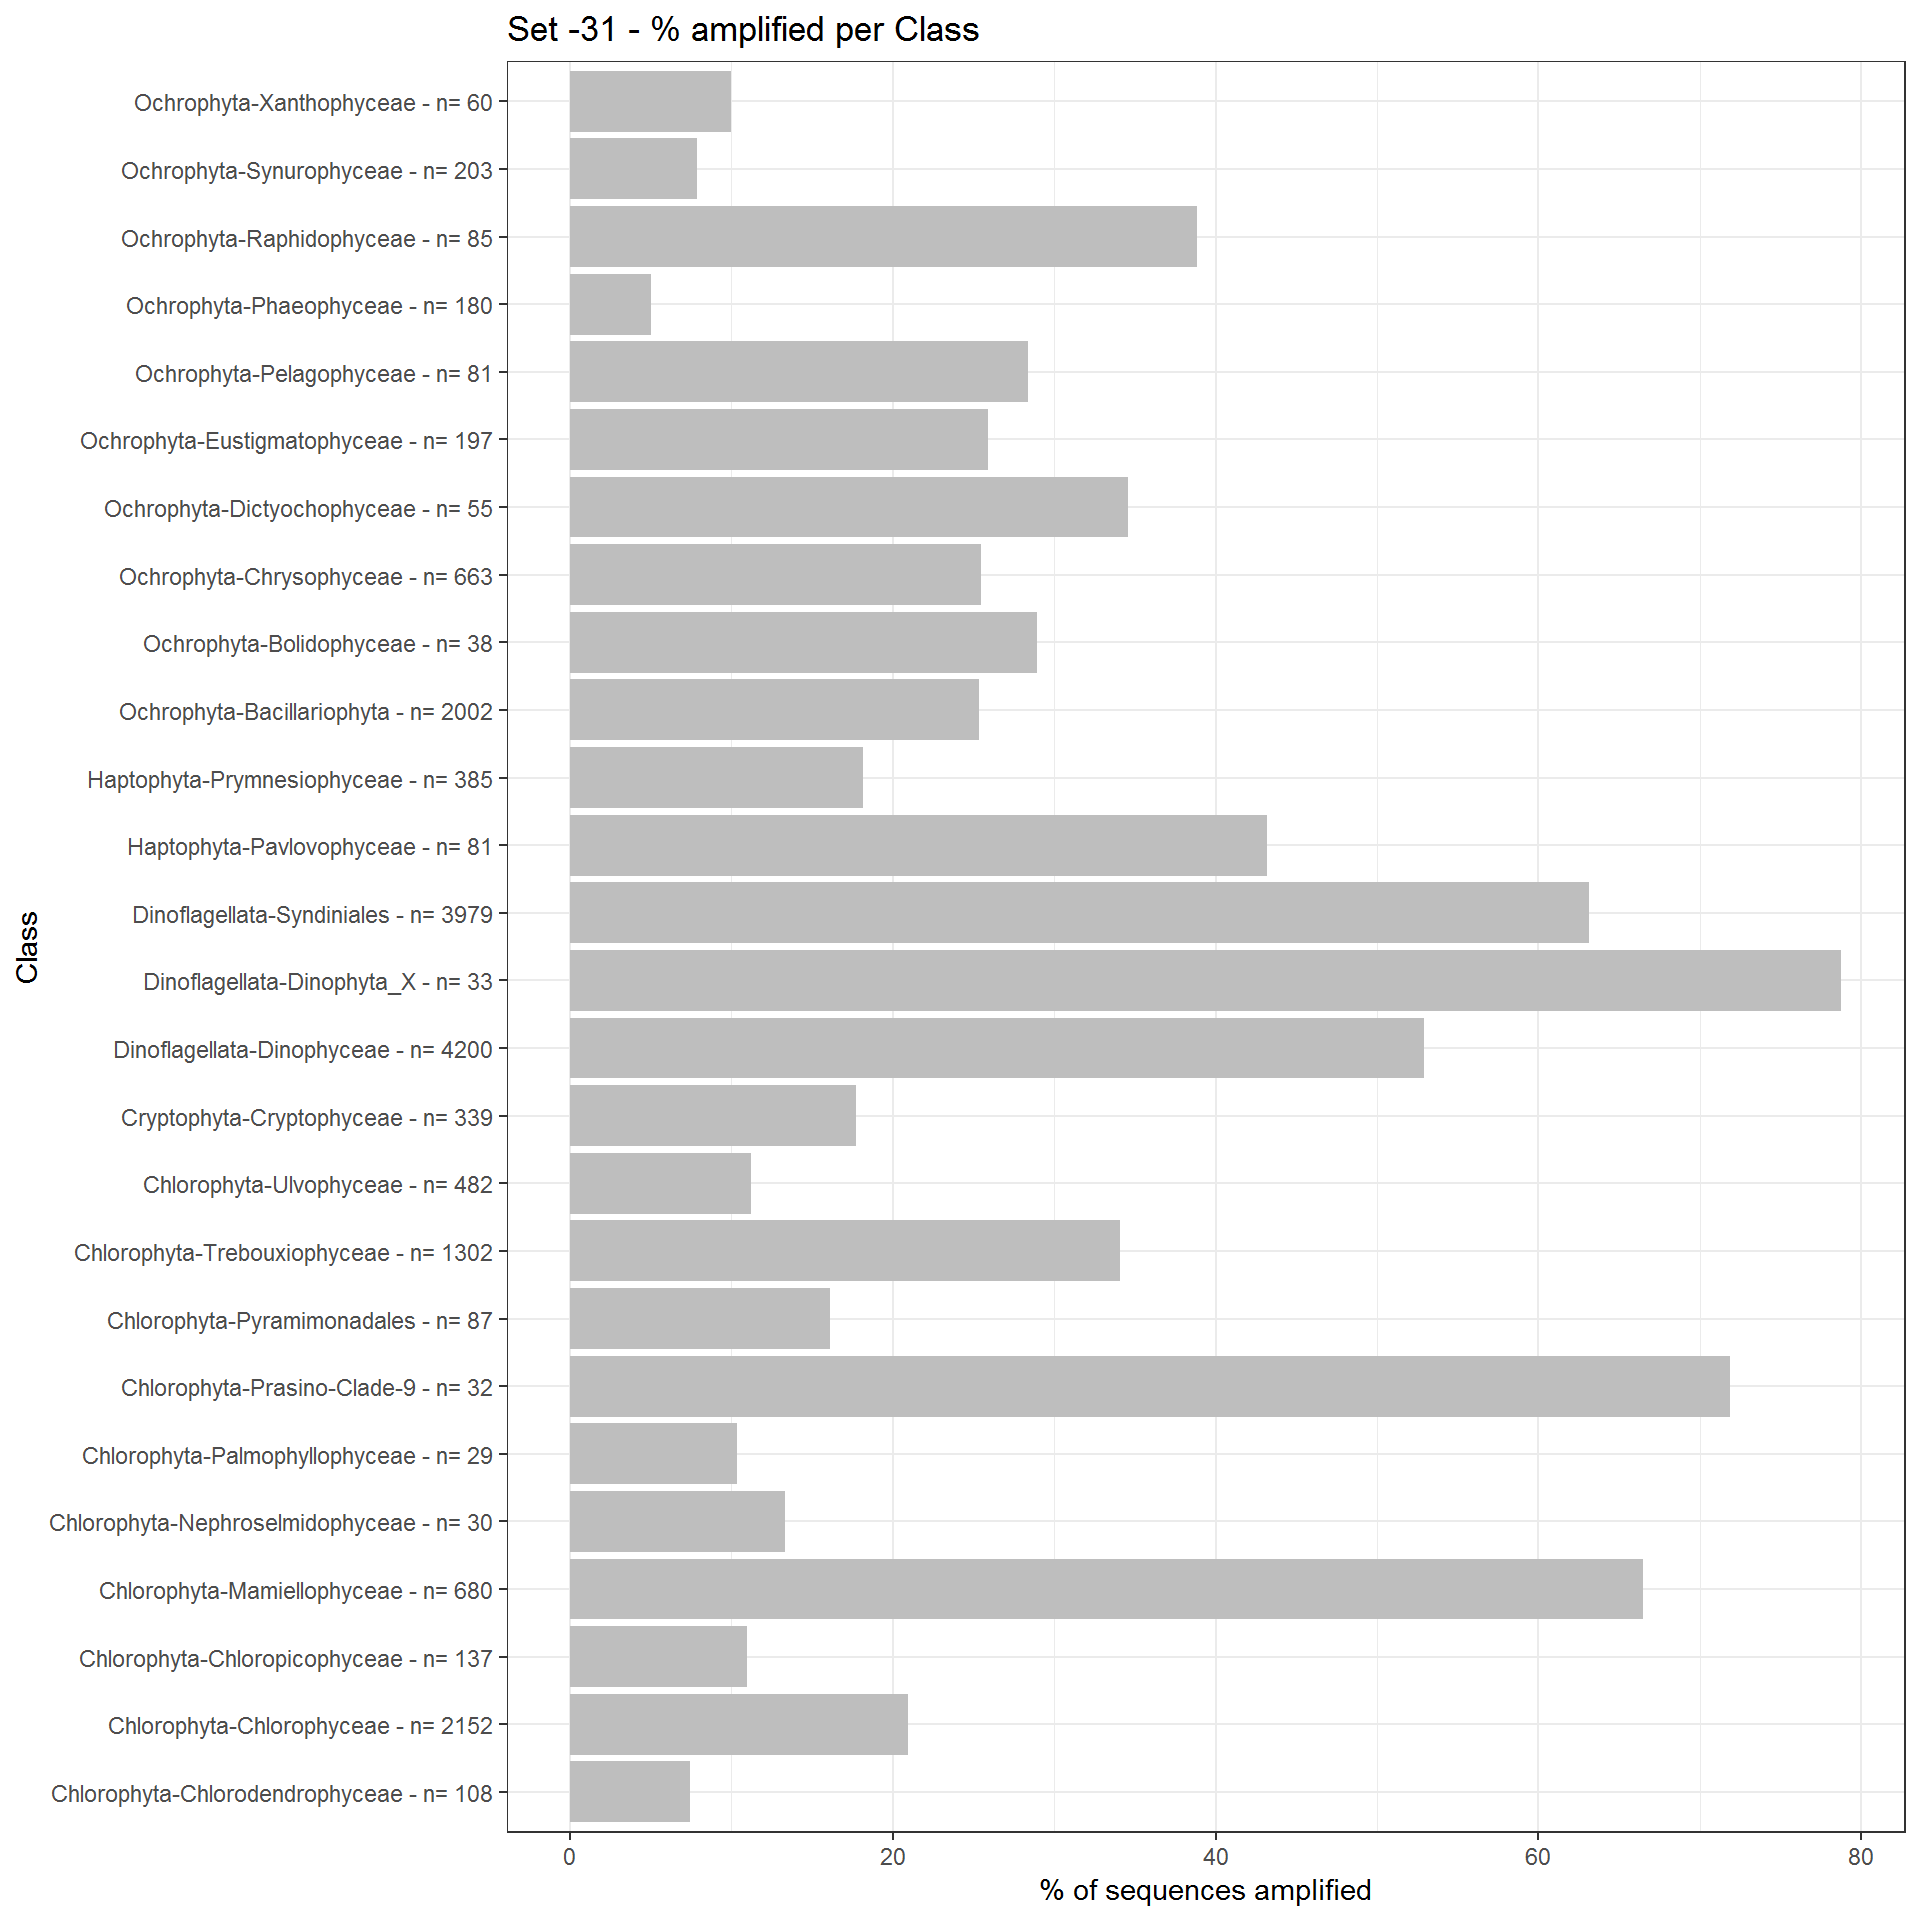 Set -31 - % amplified per Class
Ochrophyta-Xanthophyceae - n= 60
Ochrophyta-Synurophyceae - n= 203
Ochrophyta-Raphidophyceae - n= 85
Ochrophyta-Phaeophyceae - n= 180
Ochrophyta-Pelagophyceae - n= 81
Ochrophyta-Eustigmatophyceae - n= 197
Ochrophyta-Dictyochophyceae - n= 55
Ochrophyta-Chrysophyceae - n= 663
Ochrophyta-Bolidophyceae - n= 38
Ochrophyta-Bacillariophyta - n= 2002
Haptophyta-Prymnesiophyceae - n= 385
Haptophyta-Pavlovophyceae - n= 81
Dinoflagellata-Syndiniales - n= 3979
Dinoflagellata-Dinophyta_X - n= 33
Dinoflagellata-Dinophyceae - n= 4200
Cryptophyta-Cryptophyceae - n= 339
Chlorophyta-Ulvophyceae - n= 482
Chlorophyta-Trebouxiophyceae - n= 1302
Chlorophyta-Pyramimonadales - n= 87
Chlorophyta-Prasino-Clade-9 - n= 32
Chlorophyta-Palmophyllophyceae - n= 29
Chlorophyta-Nephroselmidophyceae - n= 30
Chlorophyta-Mamiellophyceae - n= 680
Chlorophyta-Chloropicophyceae - n= 137
Chlorophyta-Chlorophyceae - n= 2152
Chlorophyta-Chlorodendrophyceae - n= 108
Class
0 20 40 60 80
% of sequences amplified